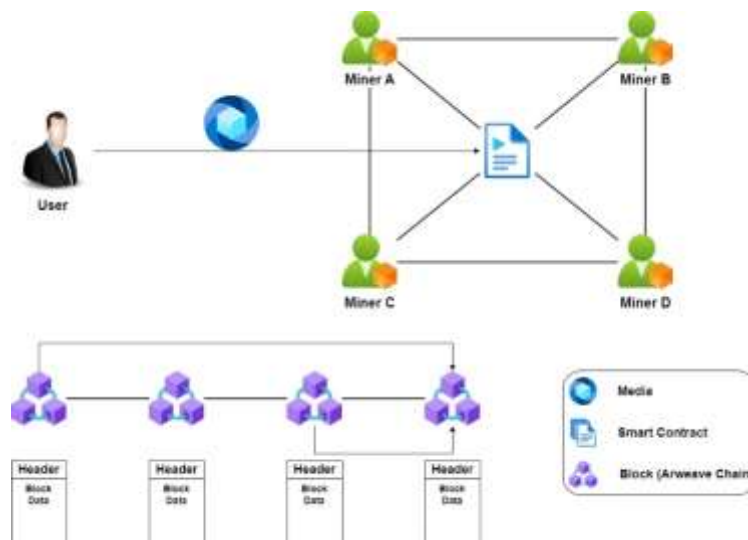 Miner A
Miner B
User
Miner C
Miner D
Media
Smart Contract
Block (Arweave Chain
Header
Header
Header
Header
Block
Data
Block
Data
Block
Data
Block
Data